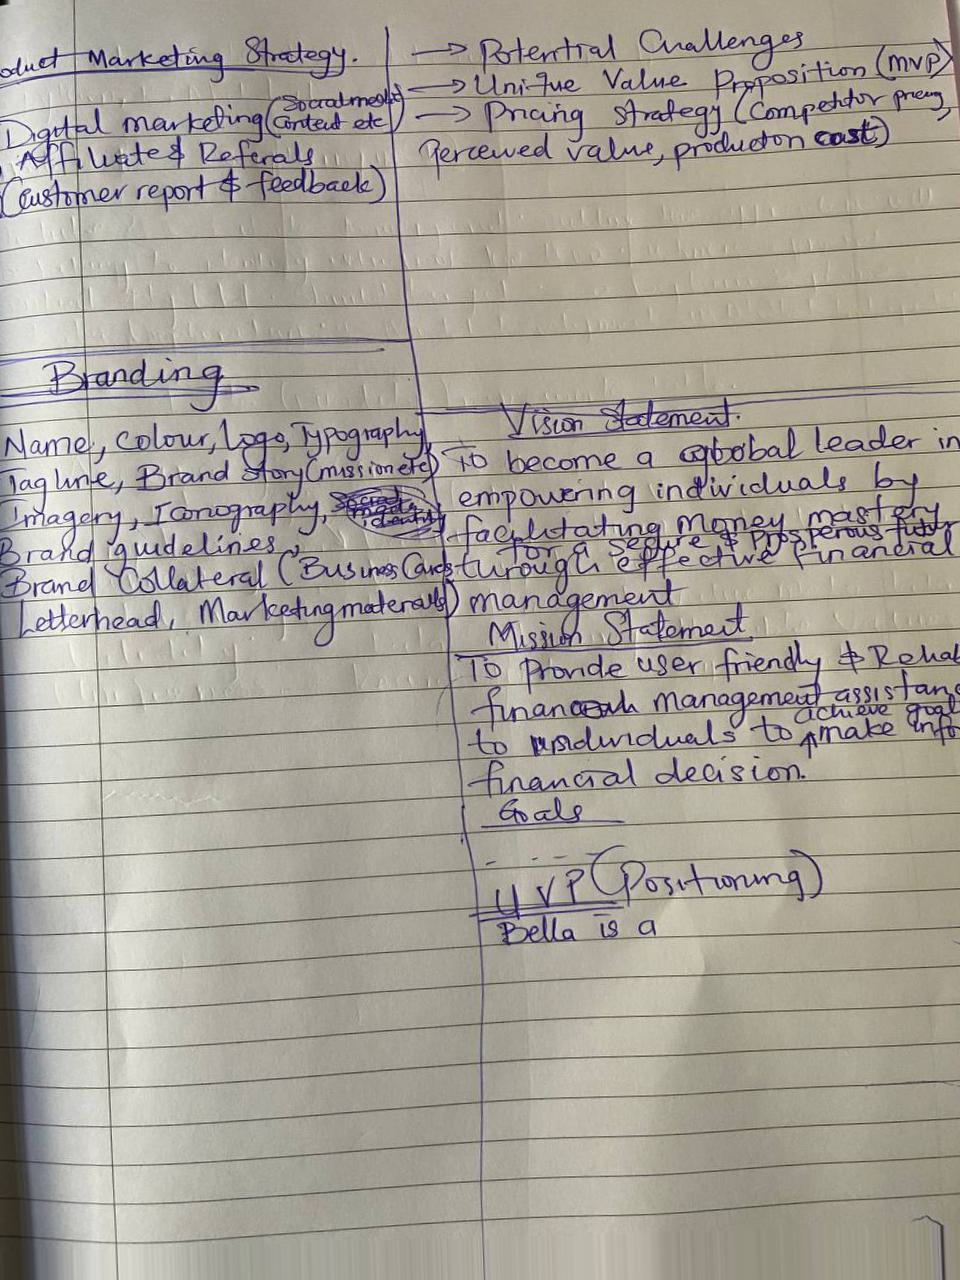 oduct Marketing Strategy.
Digital marketing (Social media
Content etc)
Affiliate & Referals
(Customer report & feedback)
→ Potential Challenges
→ Unique Value Proposition (MVP)
→ Pricing Strategy (Competitor pricing,
Perceived value, production cost)
Branding
Name, Colour, Logo, Typography,
Tagline, Brand Story (mission etc)
Imagery, Iconography,
Brand guidelines,
Brand Collateral (Business Cards
Letterhead, Marketing materials)
Vision Statement.
To become a global leader in
empowering individuals by
facilitating Money mastery
for a secure & Prosperous futur
through effective financial
management
Mission Statement
To Provide user friendly & Reliab
financial management assistan
to individuals to ↑ make info
achieve goal
financial decision.
Goals
- - - -
UVP (Positioning)
Bella is a